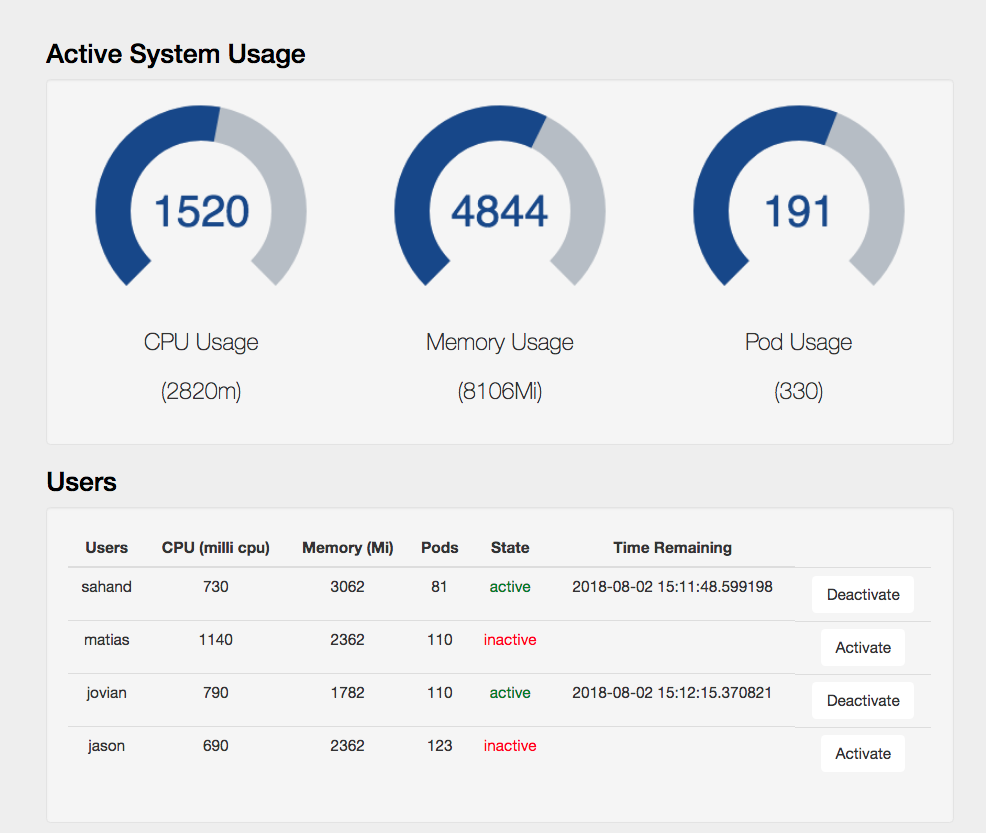 Active System Usage
1520 4844 191
CPU Usage Memory Usage Pod Usage
(2820m) (8106Mi) (330)
Users
Users CPU (milli cpu) Memory (Mi) Pods State Time Remaining
sahand 730 3062 81 active 2018-08-02 15:11:48.599198 Deactivate
matias 1140 2362 110 inactive Activate
jovian 790 1782 110 active 2018-08-02 15:12:15.370821 Deactivate
jason 690 2362 123 inactive Activate